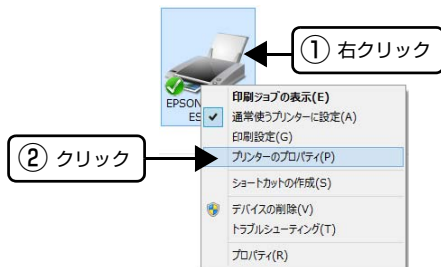 ① 右クリック
EPSON
ES
印刷ジョブの表示(E)
通常使うプリンターに設定(A)
印刷設定(G)
② クリック
プリンターのプロパティ(P)
ショートカットの作成(S)
デバイスの削除(V)
トラブルシューティング(T)
プロパティ(R)